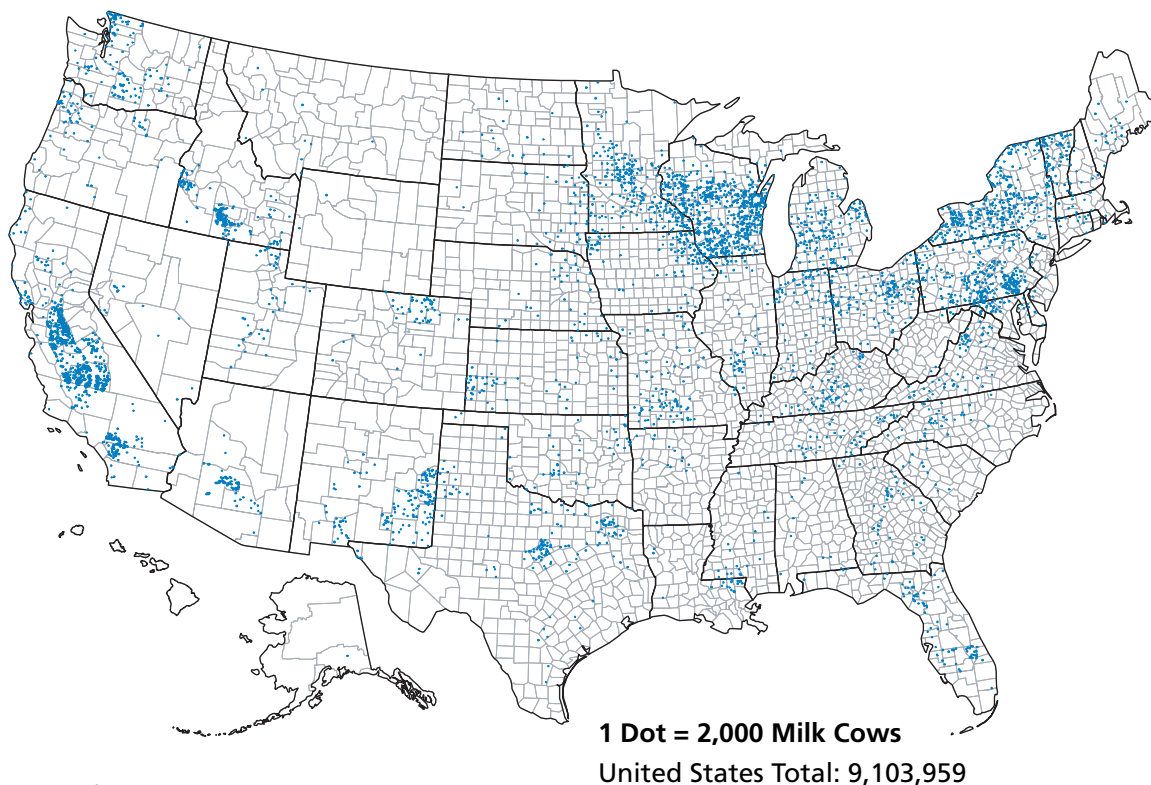 1 Dot = 2,000 Milk Cows
United States Total: 9,103,959